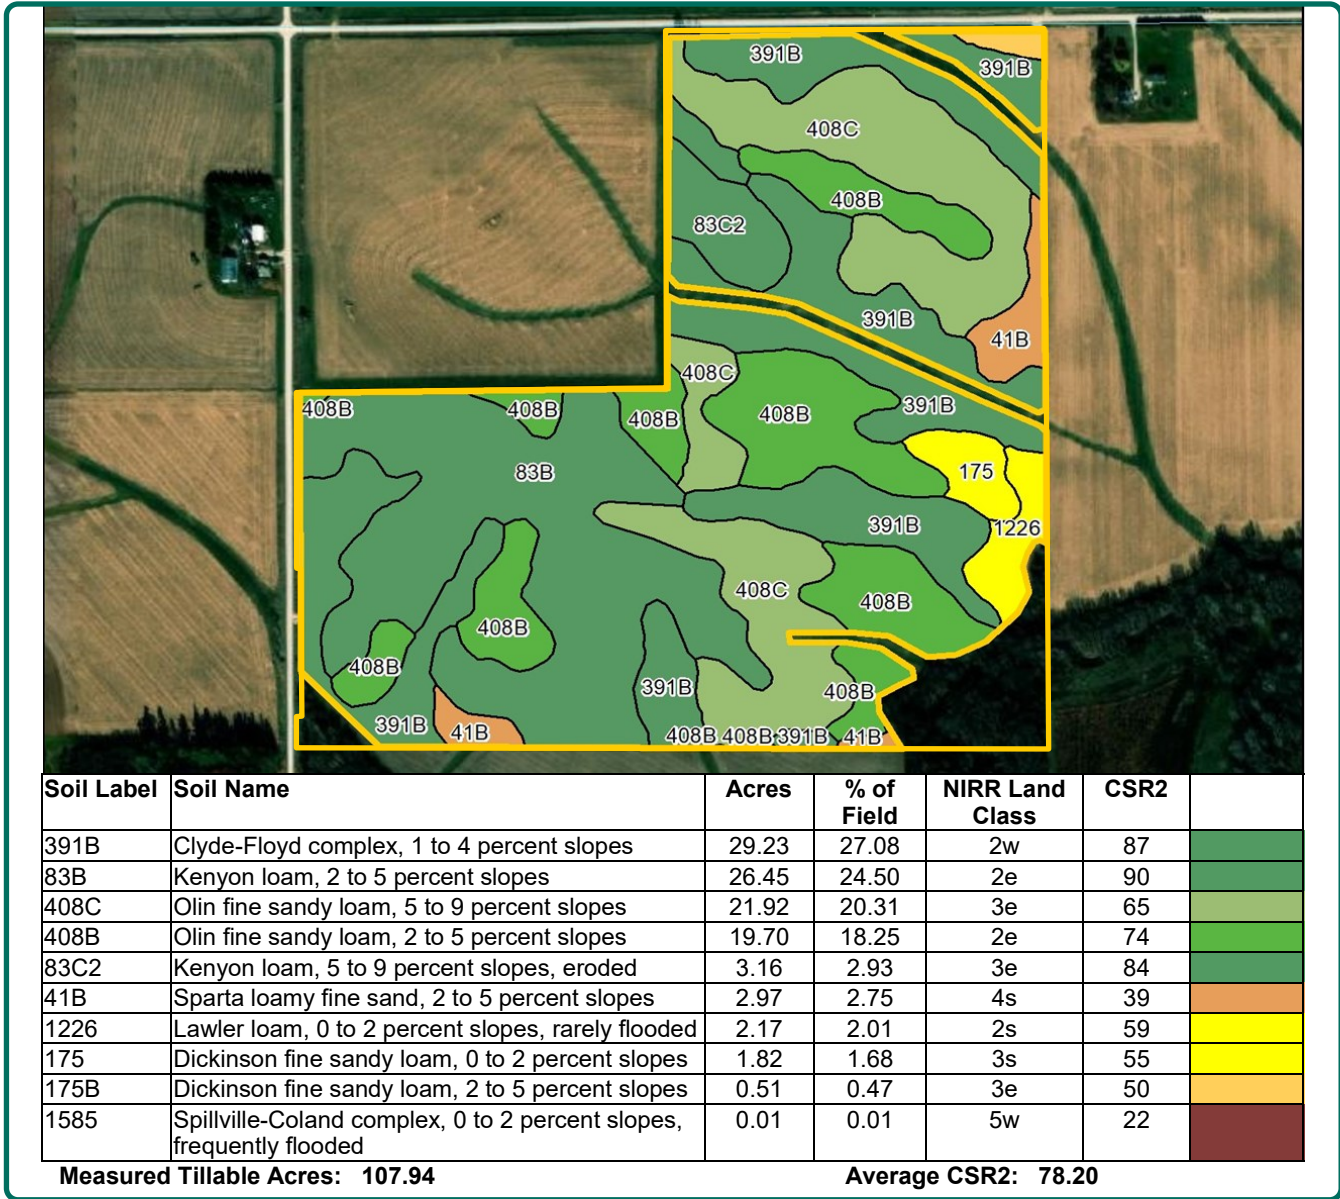 391B
391B
408C
408B
83C2
391B
41B
408C
408B
408B
408B
408B
391B
83B
175
391B
1226
408C
408B
408B
408B
391B
408B
391B
41B
408B
408B
391B
41B
Soil Label Soil Name Acres % of Field NIRR Land Class CSR2
391B Clyde-Floyd complex, 1 to 4 percent slopes 29.23 27.08 2w 87
83B Kenyon loam, 2 to 5 percent slopes 26.45 24.50 2e 90
408C Olin fine sandy loam, 5 to 9 percent slopes 21.92 20.31 3e 65
408B Olin fine sandy loam, 2 to 5 percent slopes 19.70 18.25 2e 74
83C2 Kenyon loam, 5 to 9 percent slopes, eroded 3.16 2.93 3e 84
41B Sparta loamy fine sand, 2 to 5 percent slopes 2.97 2.75 4s 39
1226 Lawler loam, 0 to 2 percent slopes, rarely flooded 2.17 2.01 2s 59
175 Dickinson fine sandy loam, 0 to 2 percent slopes 1.82 1.68 3s 55
175B Dickinson fine sandy loam, 2 to 5 percent slopes 0.51 0.47 3e 50
1585 Spillville-Coland complex, 0 to 2 percent slopes, frequently flooded 0.01 0.01 5w 22
Measured Tillable Acres: 107.94 Average CSR2: 78.20